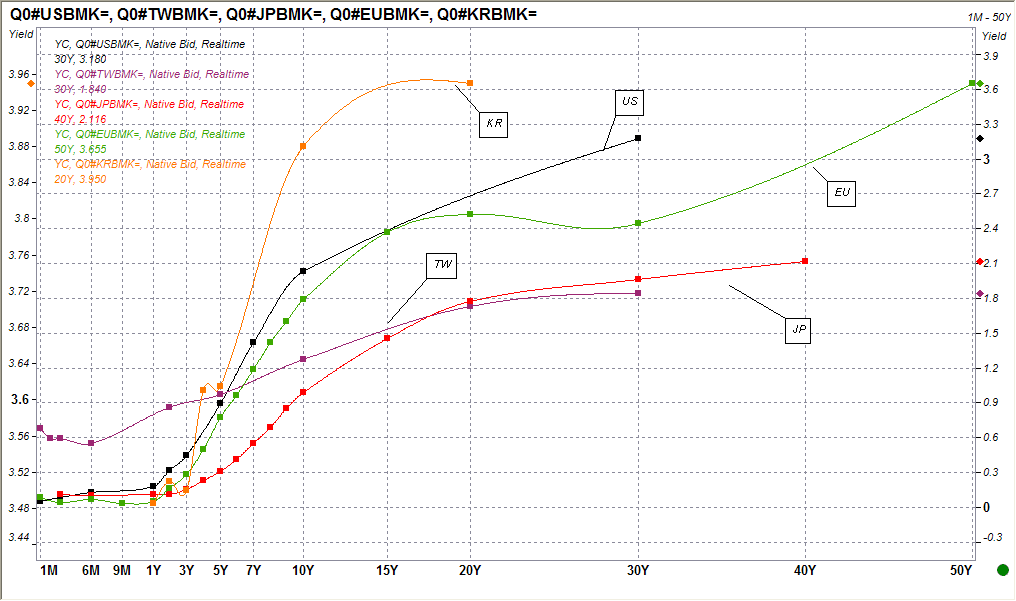 Q0#USBMK=, Q0#TWBMK=, Q0#JPBMK=, Q0#EUBMK=, Q0#KRBMK=
1M - 50Y
Yield
Yield
YC, Q0#USBMK=, Native Bid, Realtime
30Y, 3.180
YC, Q0#TWBMK=, Native Bid, Realtime
30Y, 1.840
YC, Q0#JPBMK=, Native Bid, Realtime
40Y, 2.116
YC, Q0#EUBMK=, Native Bid, Realtime
50Y, 3.655
YC, Q0#KRBMK=, Native Bid, Realtime
20Y, 3.950
3.96
3.92
3.88
3.84
3.8
3.76
3.72
3.68
3.64
3.6
3.56
3.52
3.48
3.44
KR
US
EU
TW
JP
3.9
3.6
3.3
3
2.7
2.4
2.1
1.8
1.5
1.2
0.9
0.6
0.3
0
-0.3
1M 6M 9M 1Y 3Y 5Y 7Y 10Y 15Y 20Y 30Y 40Y 50Y